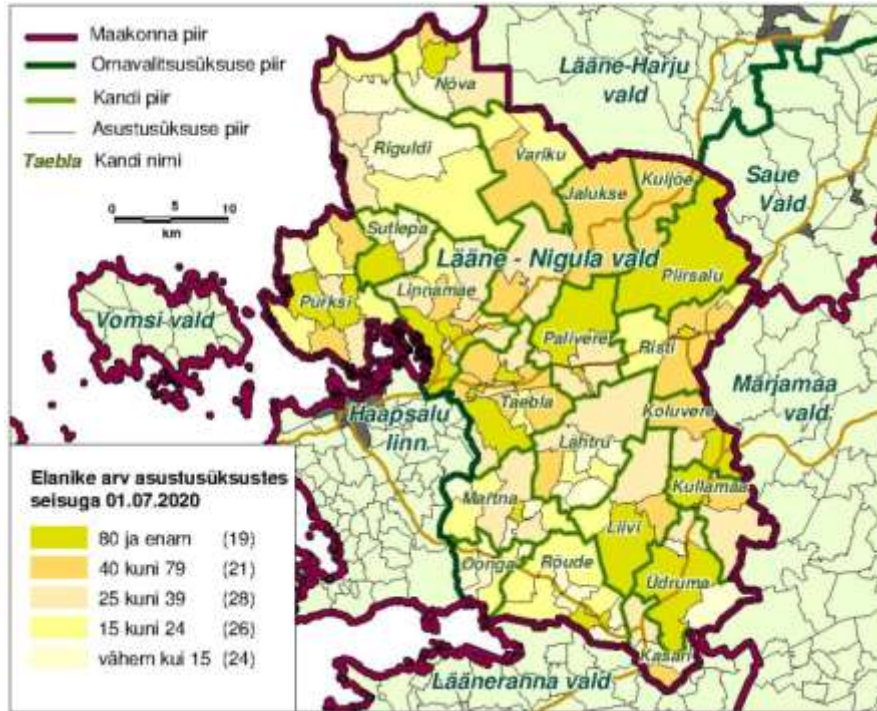 Maakonna piir
Omavalitsusüksuse piir
Kandi piir
Asustusüksuse piir
Taebla Kandi nimi
0 5 10
km
Lääne-Harju
vald
Saue
Vald
Nõva
Riguldi
Variku
Kuijõe
Jalukse
Sutlepa
Lääne - Nigula vald
Piirsalu
Pürksi
Linnamäe
Vormsi vald
Palivere
Risti
Märjamaa
vald
Haapsalu
linn
Taebla
Koluvere
Lähtru
Kullamaa
Martna
Liivi
Oonga
Rõude
Üdruma
Kasari
Lääneranna vald
Elanike arv asustusüksustes
seisuga 01.07.2020
80 ja enam (19)
40 kuni 79 (21)
25 kuni 39 (28)
15 kuni 24 (26)
vähem kui 15 (24)